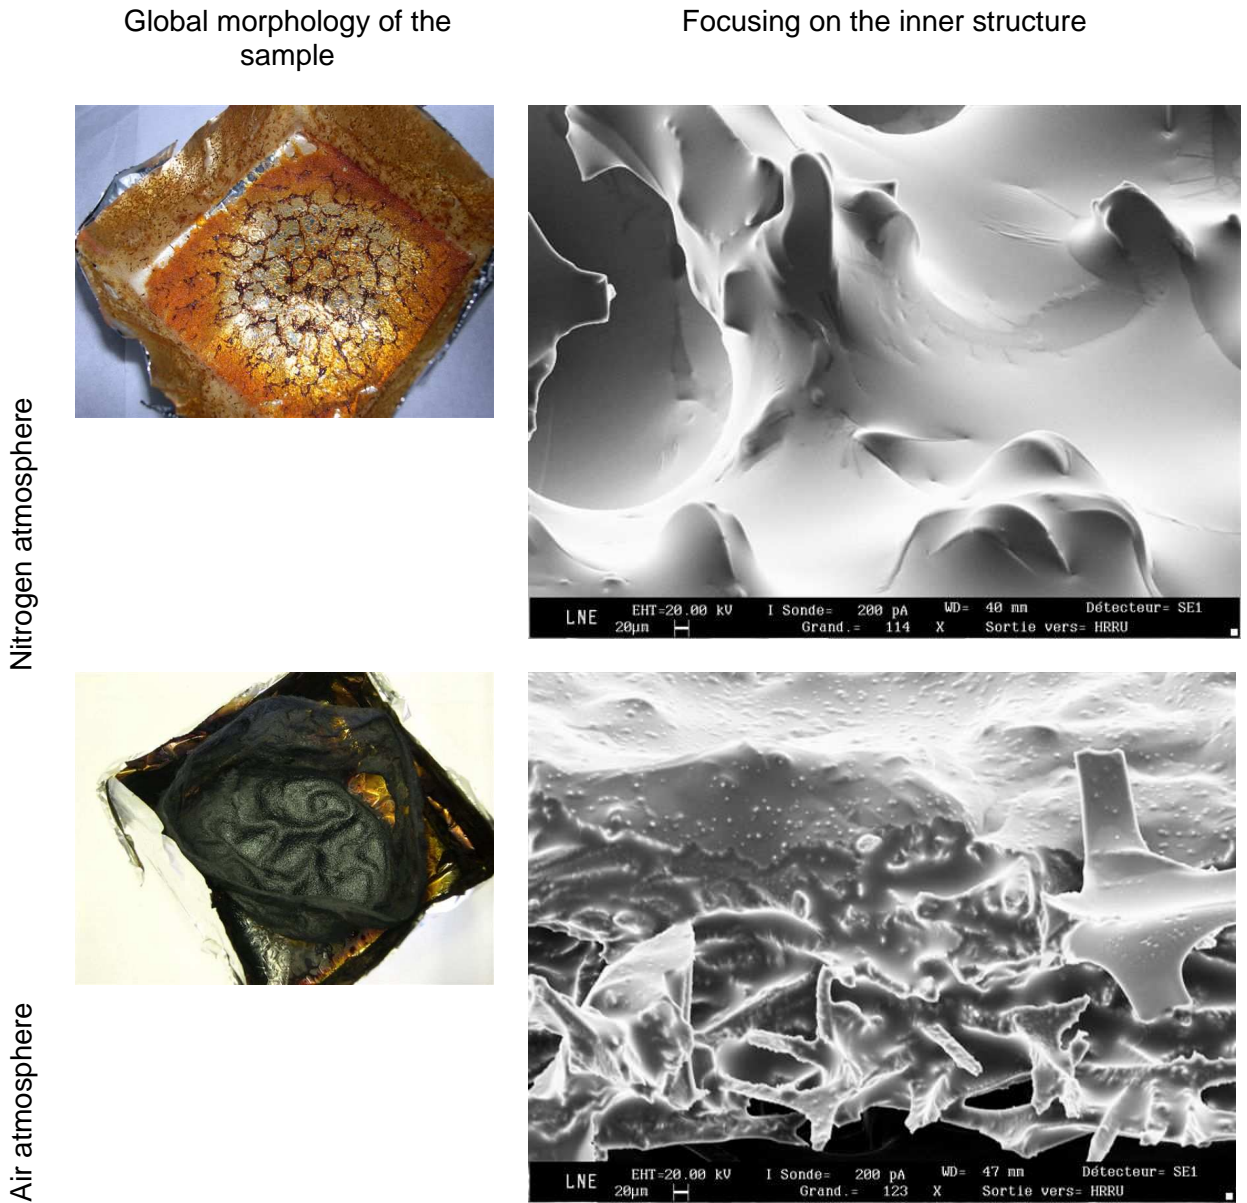 Global morphology of the
sample
Focusing on the inner structure
Nitrogen atmosphere
LNE EHT=20.00 kV I Sonde= 200 pA WD= 40 mm Détecteur= SE1
20µm Grand.= 114 X Sortie vers= HRRU
Air atmosphere
LNE EHT=20.00 kV I Sonde= 200 pA WD= 47 mm Détecteur= SE1
20µm Grand.= 123 X Sortie vers= HRRU